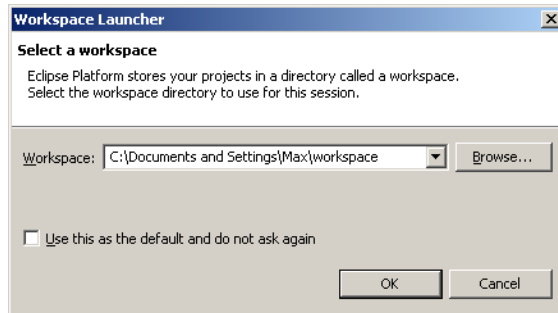 Workspace Launcher
Select a workspace
Eclipse Platform stores your projects in a directory called a workspace.
Select the workspace directory to use for this session.
Workspace: C:\Documents and Settings\Max\workspace Browse...
Use this as the default and do not ask again
OK Cancel